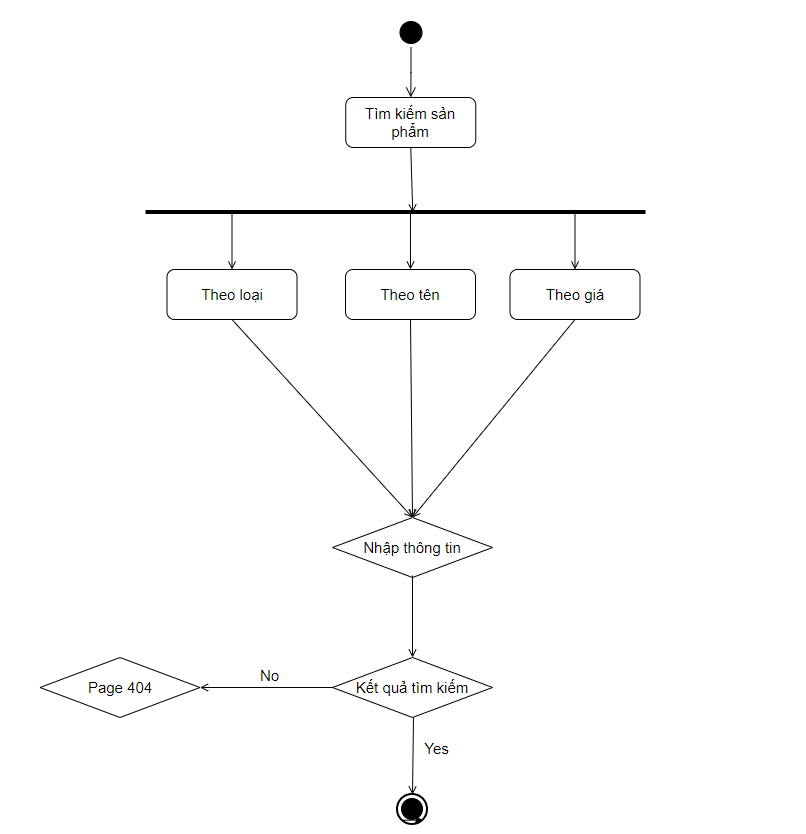 Tìm kiếm sản
phẩm
Theo loại
Theo tên
Theo giá
Nhập thông tin
Page 404
No
Kết quả tìm kiếm
Yes